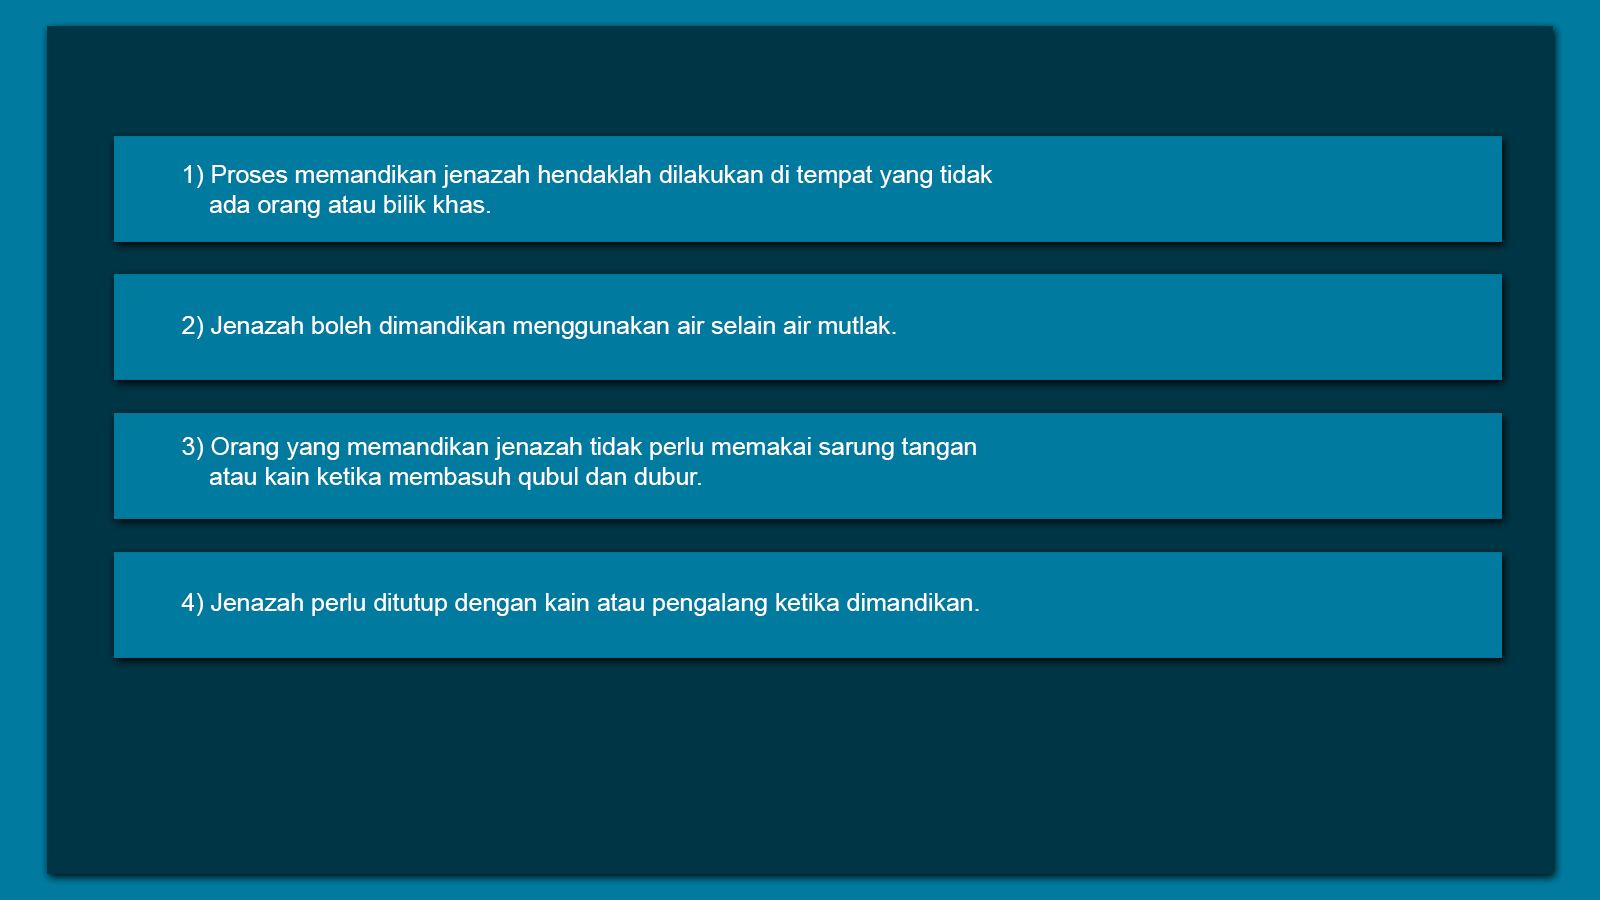 1) Proses memandikan jenazah hendaklah dilakukan di tempat yang tidak
ada orang atau bilik khas.
2) Jenazah boleh dimandikan menggunakan air selain air mutlak.
3) Orang yang memandikan jenazah tidak perlu memakai sarung tangan
atau kain ketika membasuh qubul dan dubur.
4) Jenazah perlu ditutup dengan kain atau pengalang ketika dimandikan.